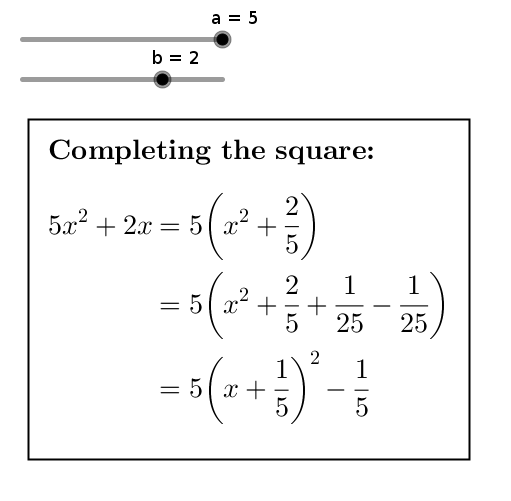 a = 5
b = 2
Completing the square:
5x² + 2x = 5(x² + 2/5)
= 5(x² + 2/5 + 1/25 − 1/25)
= 5(x + 1/5)² − 1/5